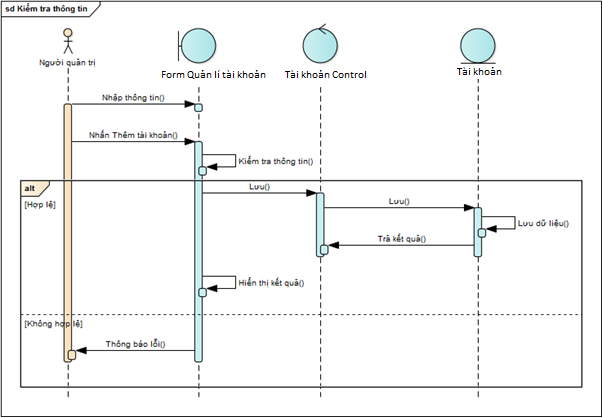 sd Kiểm tra thông tin
Người quản trị
Form Quản lí tài khoản
Tài khoản Control
Tài khoản
Nhập thông tin()
Nhấn Thêm tài khoản()
Kiểm tra thông tin()
alt
[Hợp lệ]
Lưu()
Lưu()
Lưu dữ liệu()
Trả kết quả()
Hiển thị kết quả()
[Không hợp lệ]
Thông báo lỗi()